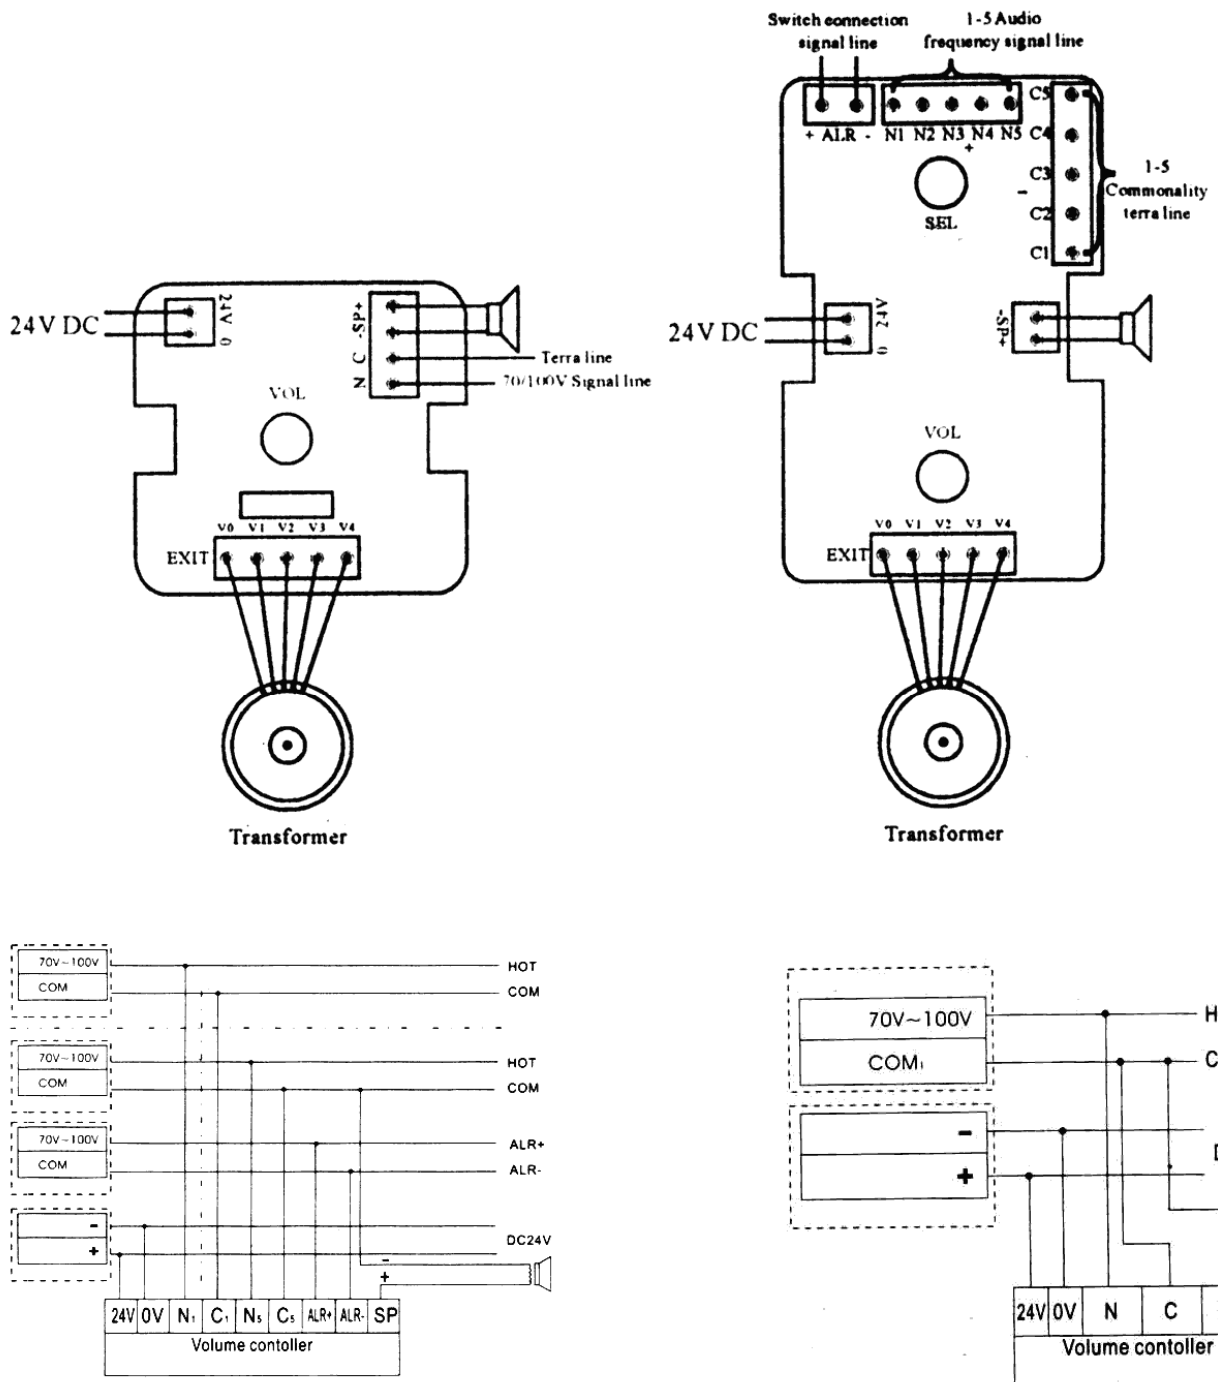 Switch connection
signal line
1-5 Audio
frequency signal line
+ ALR -
N1 N2 N3 N4 N5
+
C5
C4
C3
-
C2
C1
1-5
Commonality
terra line
SEL
24V DC
24V
0
-SP+
C
N
Terra line
70/100V Signal line
VOL
V0 V1 V2 V3 V4
EXIT
Transformer
24V DC
0 24V
-SP+
VOL
V0 V1 V2 V3 V4
EXIT
Transformer
70V~100V
COM
HOT
COM
70V~100V
COM
HOT
COM
70V~100V
COM
ALR+
ALR-
-
+
DC24V
-
+
24V 0V N1 C1 N5 C5 ALR+ ALR- SP
Volume contoller
70V~100V
COM
H
C
-
+
24V 0V N C
Volume contoller